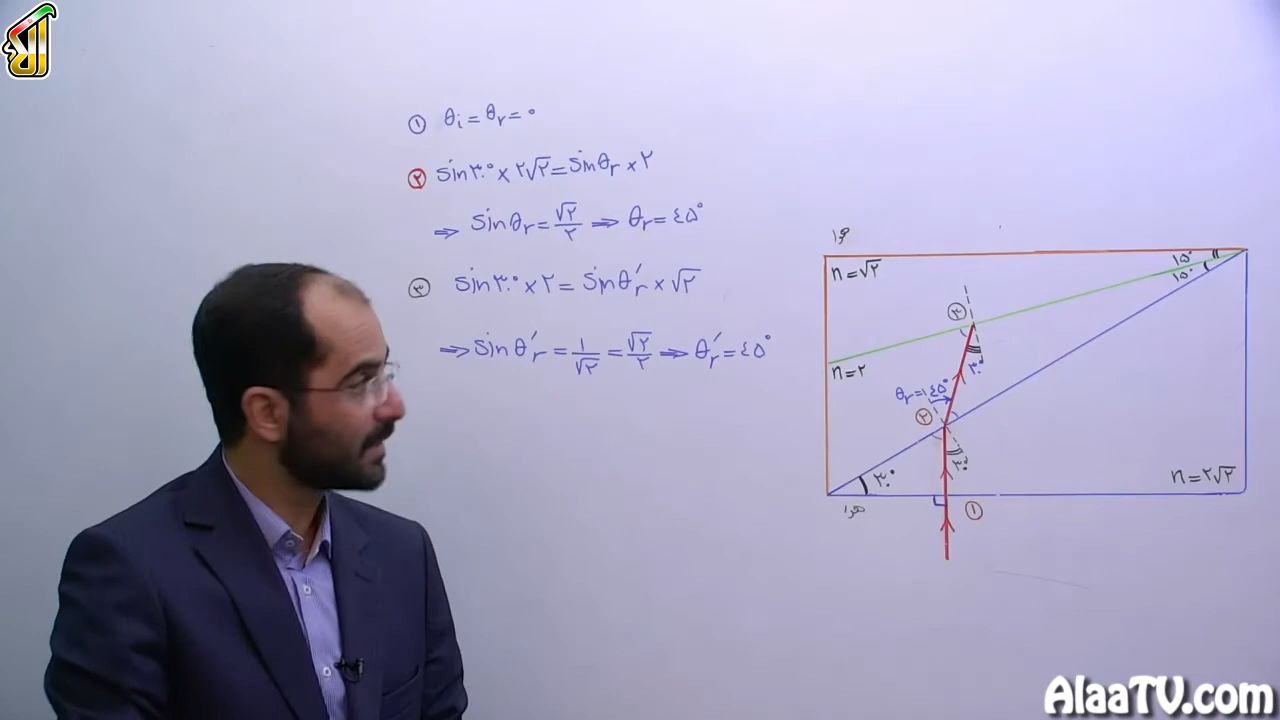 ① θi = θr = ۰
② sin۳۰° × ۲√۲ = sinθr × ۲
⇒ sinθr = √۲/۲ ⇒ θr = ۴۵°
③ sin۳۰° × ۲ = sinθ'r × √۲
⇒ sinθ'r = ۱/√۲ = √۲/۲ ⇒ θ'r = ۴۵°
هوا
n = √۲
۱۵°
۱۵°
③
n = ۲
۳۰°
θr = ۴۵°
②
۳۰°
۳۰°
n = ۲√۲
هوا
①
AlaaTV.com